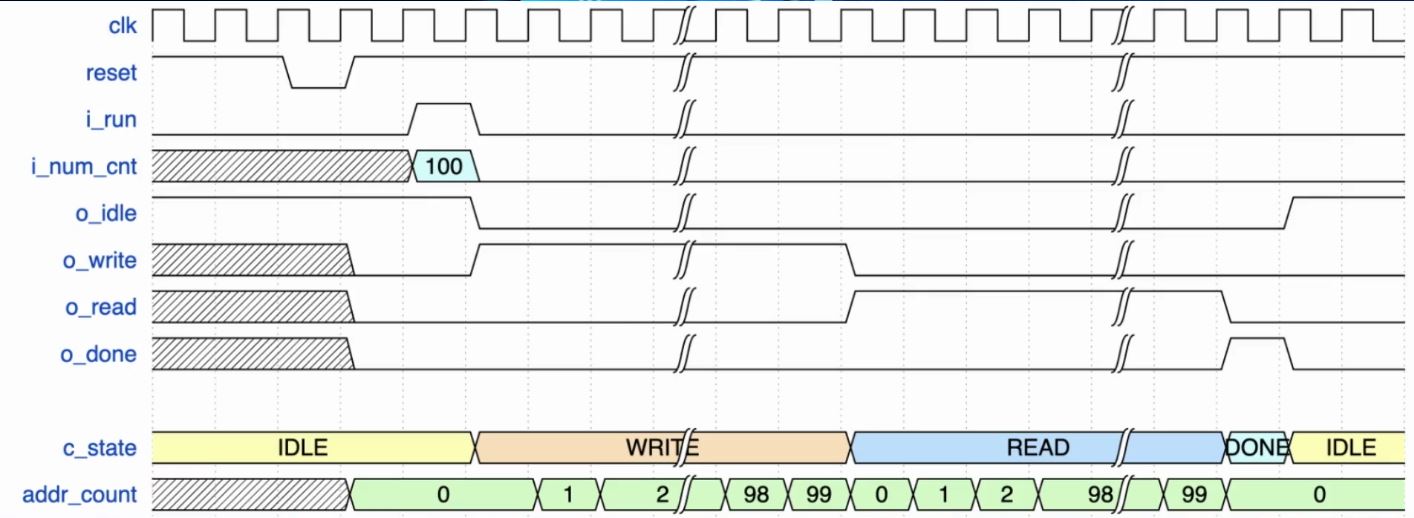 clk
reset
i_run
i_num_cnt 100
o_idle
o_write
o_read
o_done
c_state IDLE WRITE READ DONE IDLE
addr_count 0 1 2 98 99 0 1 2 98 99 0